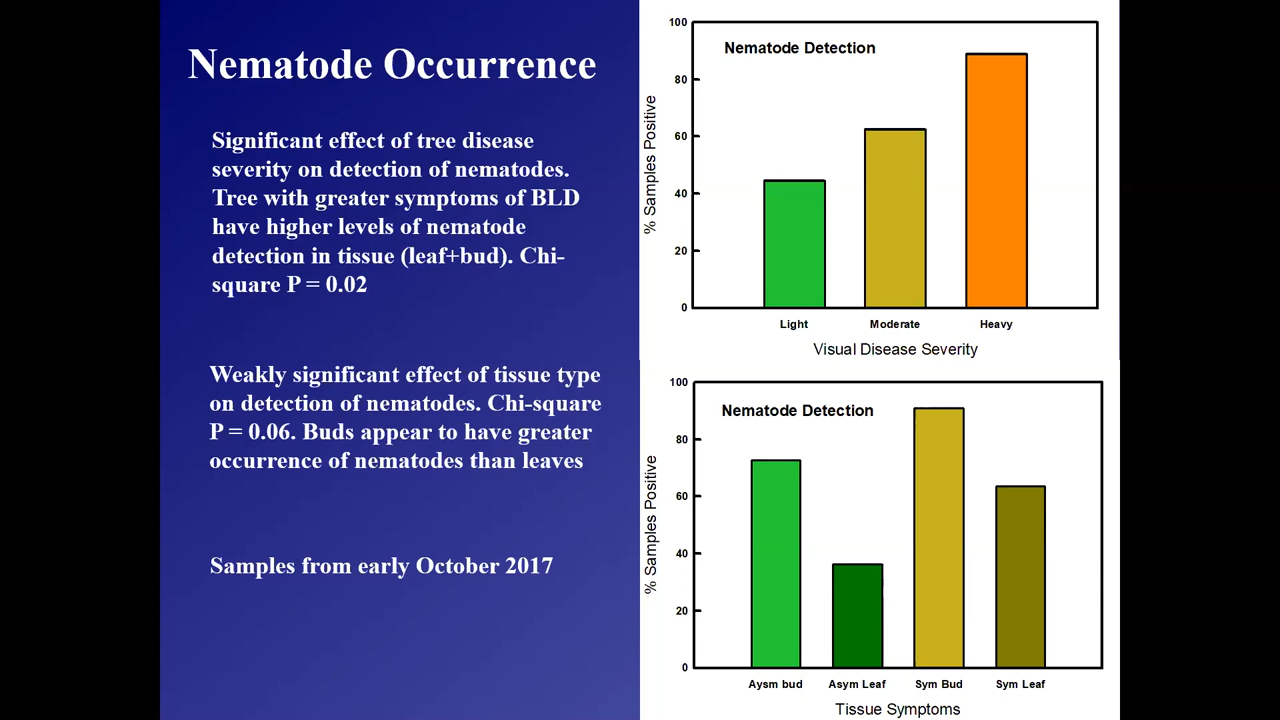 Nematode Occurrence
Significant effect of tree disease
severity on detection of nematodes.
Tree with greater symptoms of BLD
have higher levels of nematode
detection in tissue (leaf+bud). Chi-
square P = 0.02
Weakly significant effect of tissue type
on detection of nematodes. Chi-square
P = 0.06. Buds appear to have greater
occurrence of nematodes than leaves
Samples from early October 2017
Nematode Detection
% Samples Positive
100
80
60
40
20
0
Light Moderate Heavy
Visual Disease Severity
Nematode Detection
% Samples Positive
100
80
60
40
20
0
Aysm bud Asym Leaf Sym Bud Sym Leaf
Tissue Symptoms